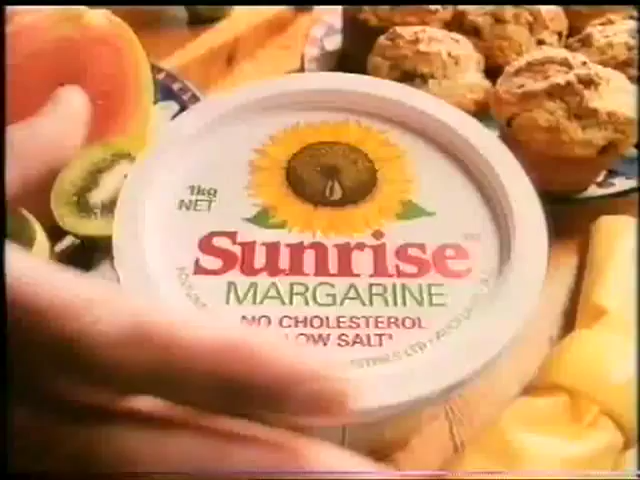 1kg
NET
Sunrise
MARGARINE
NO CHOLESTEROL
LOW SALT